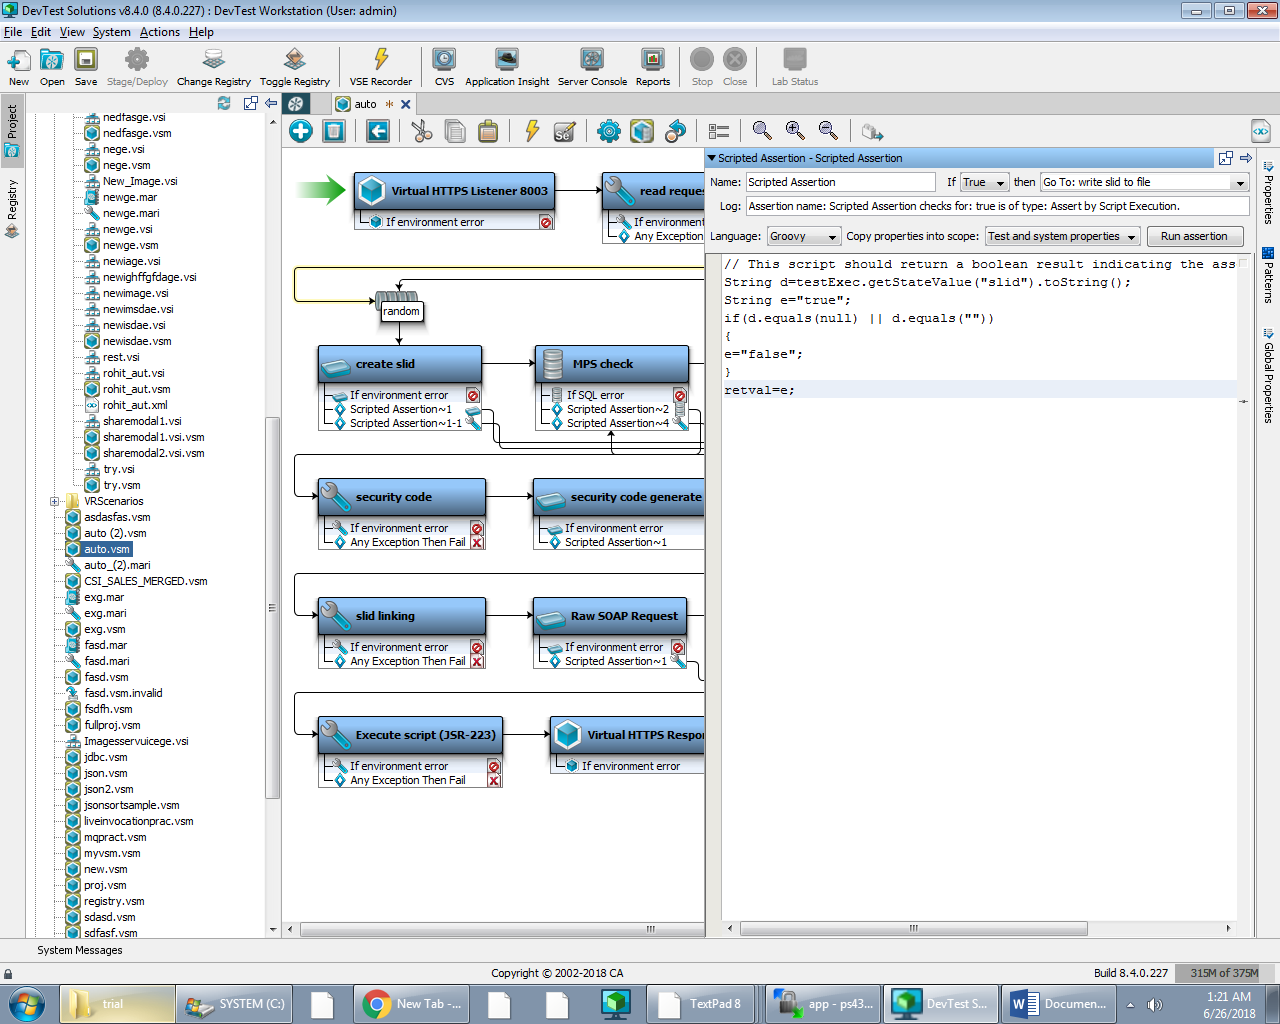 DevTest Solutions v8.4.0 (8.4.0.227) : DevTest Workstation (User: admin)
File Edit View System Actions Help
New Open Save Stage/Deploy Change Registry Toggle Registry VSE Recorder CVS Application Insight Server Console Reports Stop Close Lab Status
Project
Registry
nedfasge.vsi
nedfasge.vsm
nege.vsi
nege.vsm
New_Image.vsi
newge.mar
newge.mari
newge.vsi
newge.vsm
newiage.vsi
newighffgfdage.vsi
newimage.vsi
newimsdae.vsi
newisdae.vsi
newisdae.vsm
rest.vsi
rohit_aut.vsi
rohit_aut.vsm
rohit_aut.xml
sharemodal1.vsi
sharemodal1.vsi.vsm
sharemodal2.vsi.vsm
try.vsi
try.vsm
VRScenarios
asdasfas.vsm
auto (2).vsm
auto.vsm
auto_(2).mari
CSI_SALES_MERGED.vsm
exg.mar
exg.mari
exg.vsm
fasd.mar
fasd.mari
fasd.vsm
fasd.vsm.invalid
fsdfh.vsm
fullproj.vsm
Imagesservuicege.vsi
jdbc.vsm
json.vsm
json2.vsm
jsonsortsample.vsm
liveinvocationprac.vsm
mqpract.vsm
myvsm.vsm
new.vsm
proj.vsm
registry.vsm
sdasd.vsm
sdfasf.vsm
auto
Virtual HTTPS Listener 8003
If environment error
read reques
If environmen
Any Exception
random
create slid
If environment error
Scripted Assertion~1
Scripted Assertion~1-1
MPS check
If SQL error
Scripted Assertion~2
Scripted Assertion~4
security code
If environment error
Any Exception Then Fail
security code generate
If environment error
Scripted Assertion~1
slid linking
If environment error
Any Exception Then Fail
Raw SOAP Request
If environment error
Scripted Assertion~1
Execute script (JSR-223)
If environment error
Any Exception Then Fail
Virtual HTTPS Respo
If environment error
Scripted Assertion - Scripted Assertion
Name: Scripted Assertion If True then Go To: write slid to file
Log: Assertion name: Scripted Assertion checks for: true is of type: Assert by Script Execution.
Language: Groovy Copy properties into scope: Test and system properties Run assertion
// This script should return a boolean result indicating the ass
String d=testExec.getStateValue("slid").toString();
String e="true";
if(d.equals(null) || d.equals(""))
{
e="false";
}
retval=e;
Properties
Patterns
Global Properties
System Messages
Copyright © 2002-2018 CA
Build 8.4.0.227
315M of 375M
trial
SYSTEM (C:)
New Tab -...
TextPad 8
app - ps43...
DevTest S...
Documen...
1:21 AM
6/26/2018